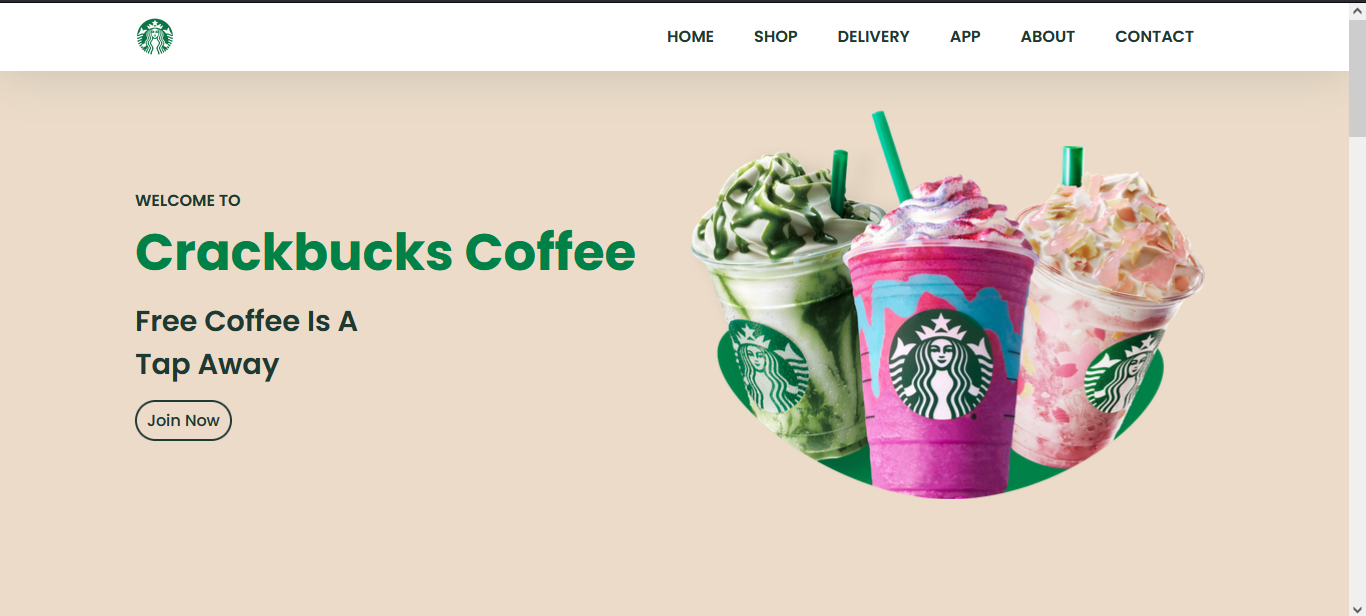 HOME SHOP DELIVERY APP ABOUT CONTACT
WELCOME TO
Crackbucks Coffee
Free Coffee Is A
Tap Away
Join Now